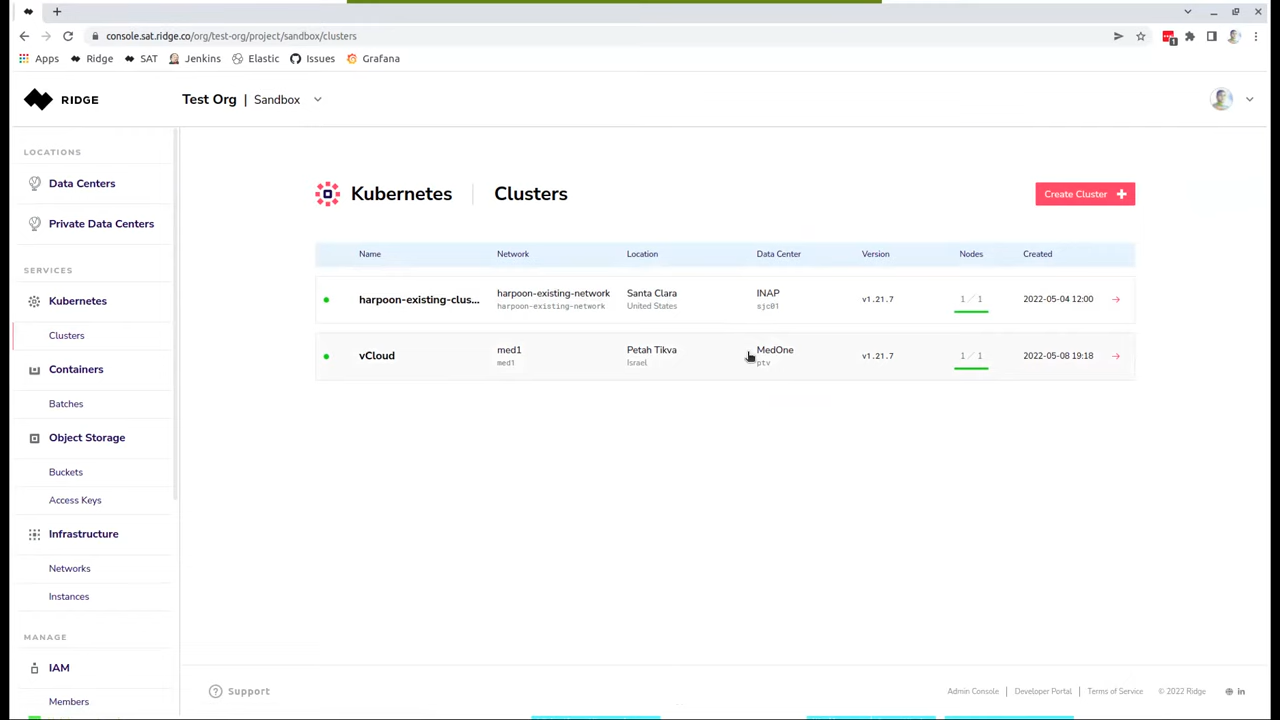 console.sat.ridge.co/org/test-org/project/sandbox/clusters
1
Apps Ridge SAT Jenkins Elastic Issues Grafana
RIDGE
Test Org | Sandbox
LOCATIONS
Data Centers
Private Data Centers
SERVICES
Kubernetes
Clusters
Containers
Batches
Object Storage
Buckets
Access Keys
Infrastructure
Networks
Instances
MANAGE
IAM
Members
Kubernetes | Clusters
Create Cluster +
Name Network Location Data Center Version Nodes Created
harpoon-existing-clus... harpoon-existing-network Santa Clara INAP v1.21.7 1 / 1 2022-05-04 12:00
harpoon-existing-network United States sjc01
vCloud med1 Petah Tikva MedOne v1.21.7 1 / 1 2022-05-08 19:18
med1 Israel ptv
? Support
Admin Console | Developer Portal | Terms of Service | © 2022 Ridge | in